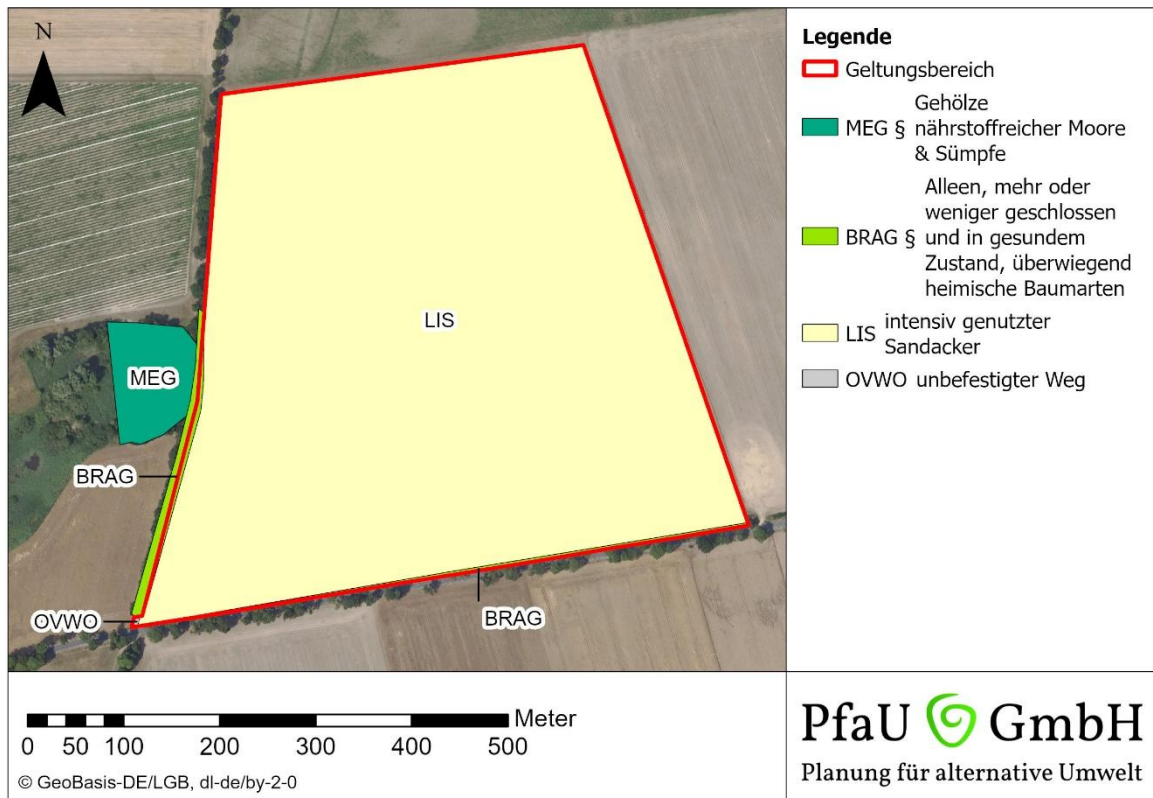 N
LIS
MEG
BRAG
OVWO
BRAG
Legende
Geltungsbereich
MEG § Gehölze
nährstoffreicher Moore
& Sümpfe
BRAG § Alleen, mehr oder
weniger geschlossen
und in gesundem
Zustand, überwiegend
heimische Baumarten
LIS intensiv genutzter
Sandacker
OVWO unbefestigter Weg
Meter
0 50 100 200 300 400 500
© GeoBasis-DE/LGB, dl-de/by-2-0
PfaU GmbH
Planung für alternative Umwelt